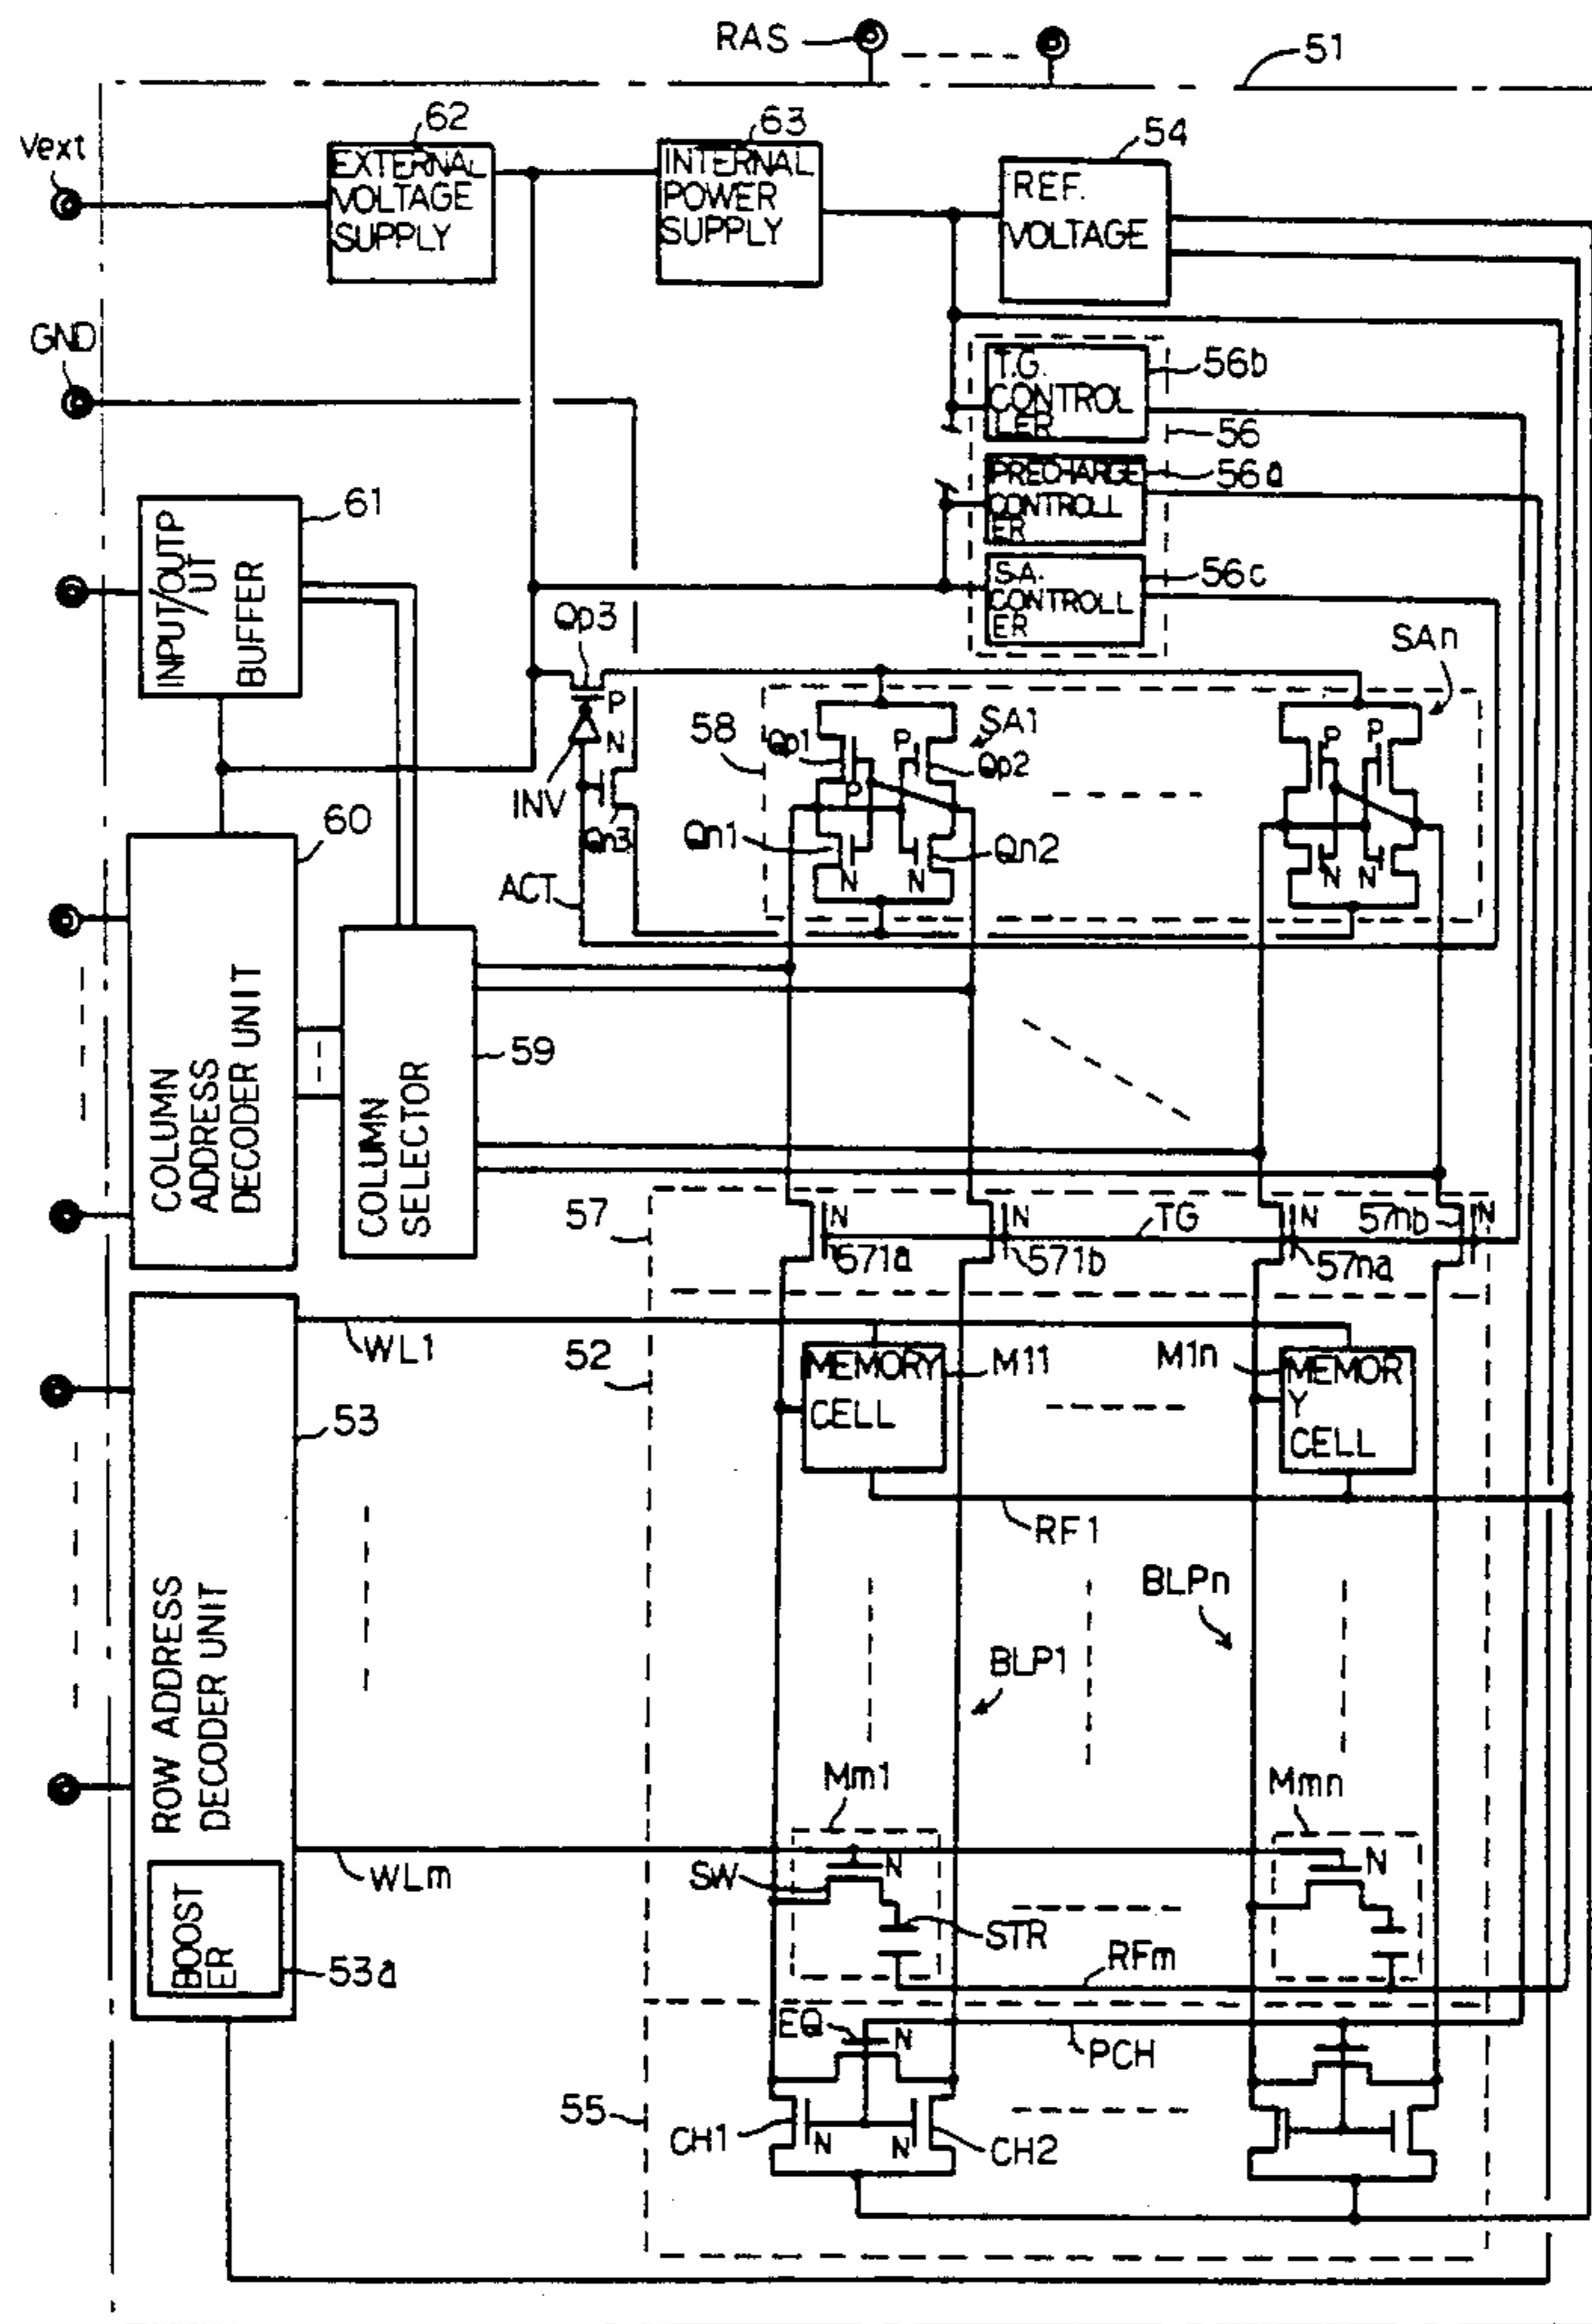 RAS
51
Vext
62
EXTERNAL
VOLTAGE
SUPPLY
63
INTERNAL
POWER
SUPPLY
54
REF.
VOLTAGE
GND
T.G.
CONTROL
LER
56b
56
PRECHARGE
CONTROLL
ER
56a
S.A.
CONTROLL
ER
56c
61
INPUT/OUTP
/UT
BUFFER
Qp3
P
N
INV
Qn3
ACT
58
SA1
SAn
Qp1
P
P
Qp2
Qn1
N
N
Qn2
P
P
N
N
60
COLUMN
ADDRESS
DECODER UNIT
59
COLUMN
SELECTOR
57
N
571a
N
571b
TG
N
57na
57nb
N
WL1
52
MEMORY
CELL
M11
M1n
MEMOR
Y
CELL
53
RF1
ROW ADDRESS
DECODER UNIT
BLPn
BLP1
Mm1
Mmn
WLm
SW
N
N
STR
RFm
BOOST
ER
53a
EQ
N
PCH
55
CH1
N
N
CH2